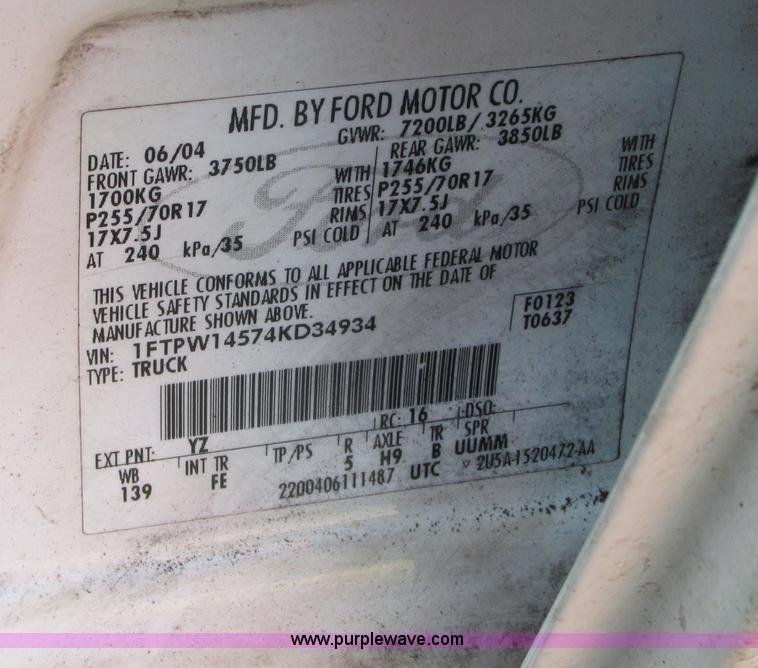 MFD. BY FORD MOTOR CO.
DATE: 06/04 GVWR: 7200LB/ 3265KG
FRONT GAWR: 3750LB REAR GAWR: 3850LB
1700KG WITH 1746KG WITH
P255/70R17 TIRES P255/70R17 TIRES
17X7.5J RIMS 17X7.5J RIMS
AT 240 kPa/35 PSI COLD AT 240 kPa/35 PSI COLD
Ford
THIS VEHICLE CONFORMS TO ALL APPLICABLE FEDERAL MOTOR
VEHICLE SAFETY STANDARDS IN EFFECT ON THE DATE OF
MANUFACTURE SHOWN ABOVE.
VIN: 1FTPW14574KD34934 F0123
TYPE: TRUCK T0637
EXT PNT: YZ RC: 16 DSO:
WB INT TR TP/PS R AXLE TR SPR
139 FE 5 H9 B UUMM
2200406111487 UTC 2U5A-1520472-AA
www.purplewave.com